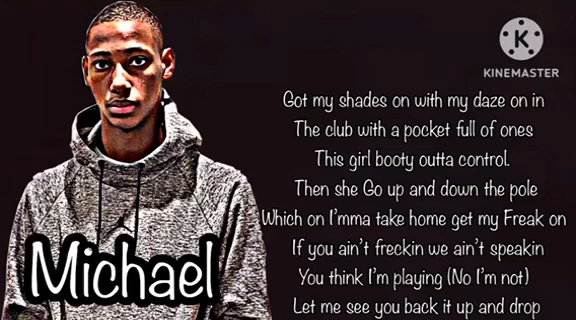 KINEMASTER
Got my shades on with my daze on in
The club with a pocket full of ones
This girl booty outta control.
Then she Go up and down the pole
Which on I'mma take home get my Freak on
If you ain't freckin we ain't speakin
You think I'm playing (No I'm not)
Let me see you back it up and drop
Michael